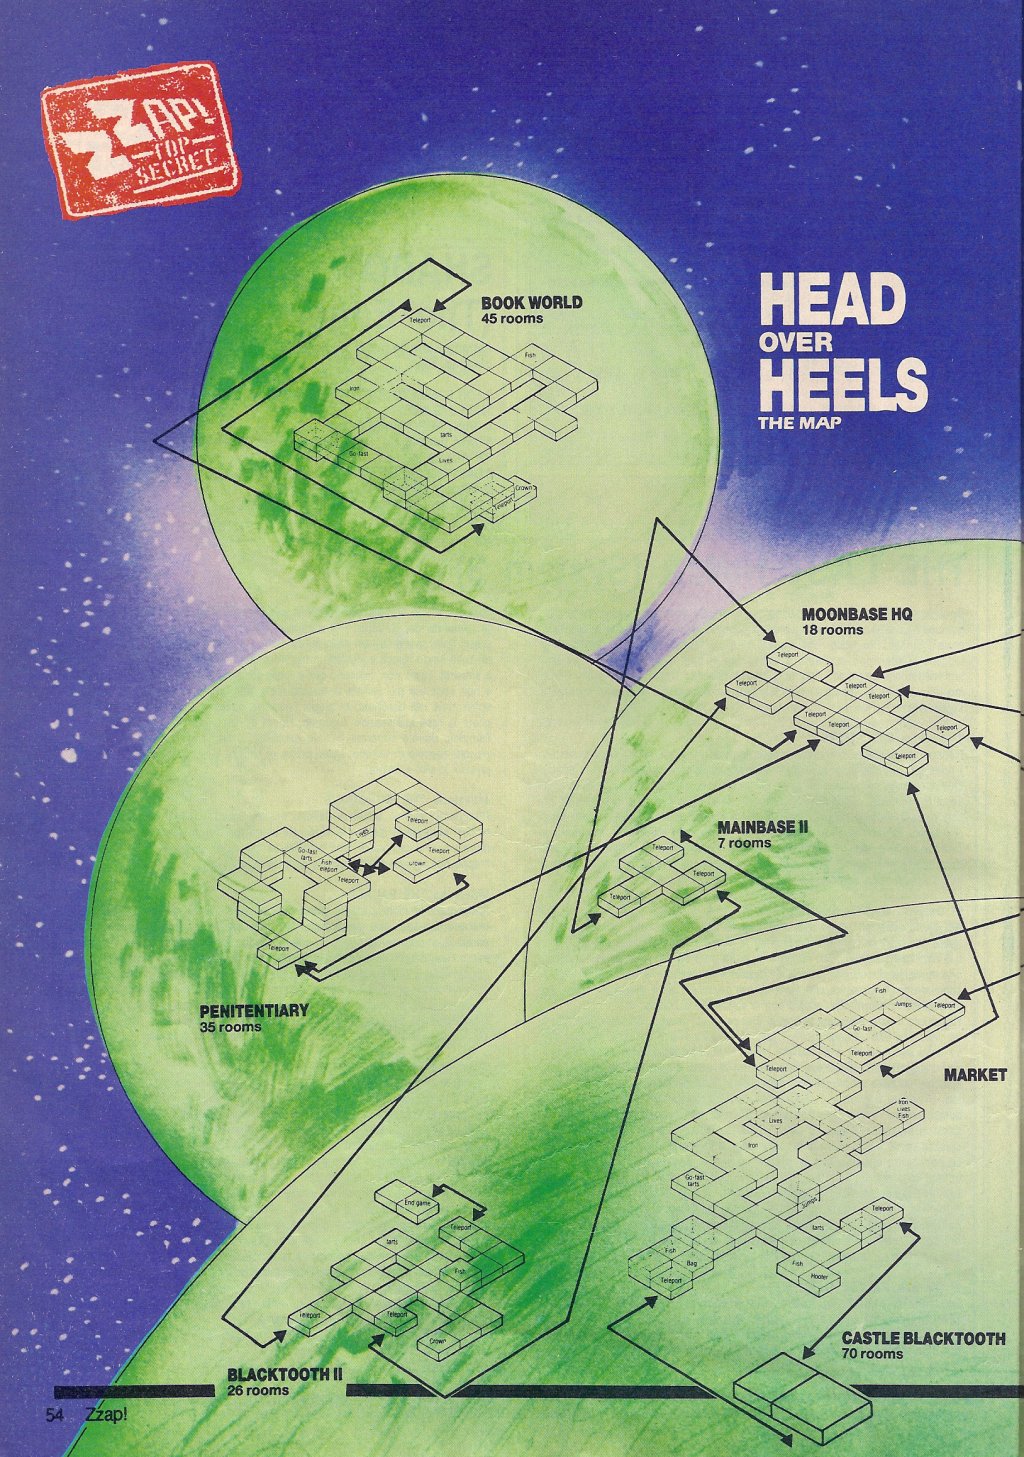 ZZAP!
TOP
SECRET
HEAD
OVER
HEELS
THE MAP
BOOK WORLD
45 rooms
Teleport
Fish
Iron
tarts
Go-fast
Lives
Crown
Teleport
MOONBASE HQ
18 rooms
Teleport
Teleport
Teleport
Teleport
Teleport
Teleport
Teleport
Teleport
MAINBASE II
7 rooms
Teleport
Teleport
Teleport
PENITENTIARY
35 rooms
Lives
Teleport
Go-fast
tarts
Fish
Teleport
Teleport
Teleport
Crown
Teleport
MARKET
Fish
Jumps
Teleport
Go-fast
Teleport
Teleport
Iron
Lives
Fish
Lives
Iron
Go-fast
tarts
Jumps
Teleport
tarts
Fish
Bag
Teleport
Fish
Hooter
CASTLE BLACKTOOTH
70 rooms
End game
Teleport
tarts
Fish
Teleport
Teleport
Crown
BLACKTOOTH II
26 rooms
54 Zzap!